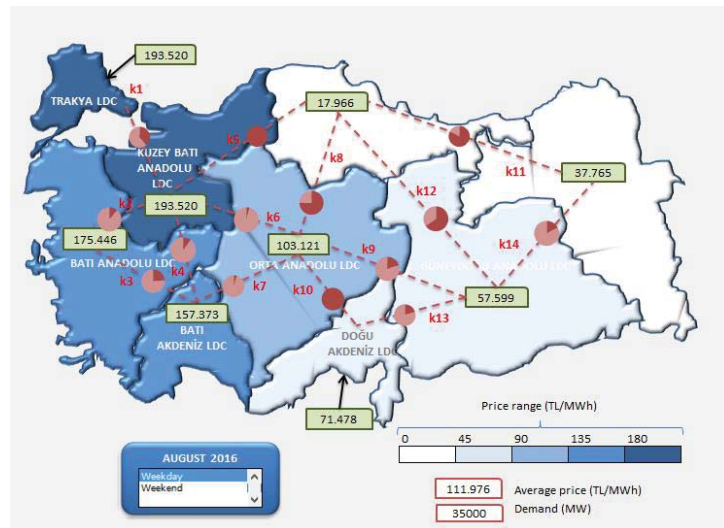 193.520
k1
TRAKYA LDC
17.966
k5
KUZEY BATI
ANADOLU
LDC
k8
k11
k12
37.765
193.520
k6
175.446
103.121
k9
k14
BATI ANADOLU LDC
k4
ORTA ANADOLU LDC
k3
k7
k10
57.599
157.373
k13
BATI
AKDENİZ LDC
DOĞU
AKDENİZ LDC
71.478
Price range (TL/MWh)
0 45 90 135 180
AUGUST 2016
Weekday
Weekend
111.976 Average price (TL/MWh)
35000 Demand (MW)